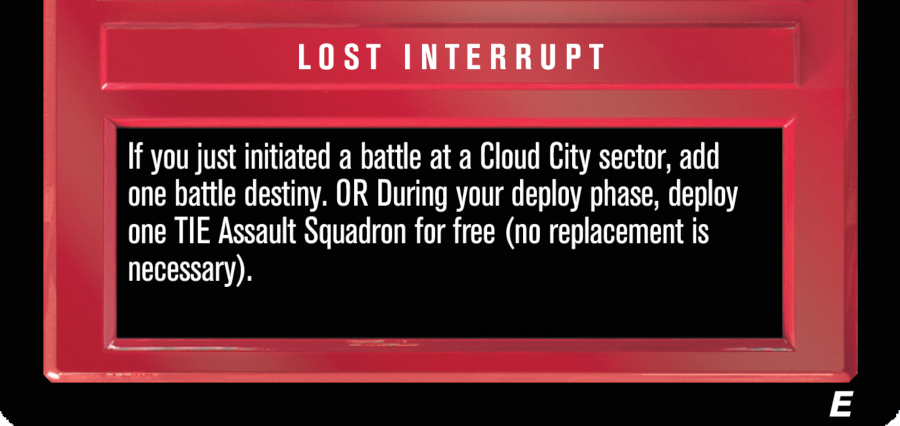 LOST INTERRUPT
If you just initiated a battle at a Cloud City sector, add
one battle destiny. OR During your deploy phase, deploy
one TIE Assault Squadron for free (no replacement is
necessary).
E